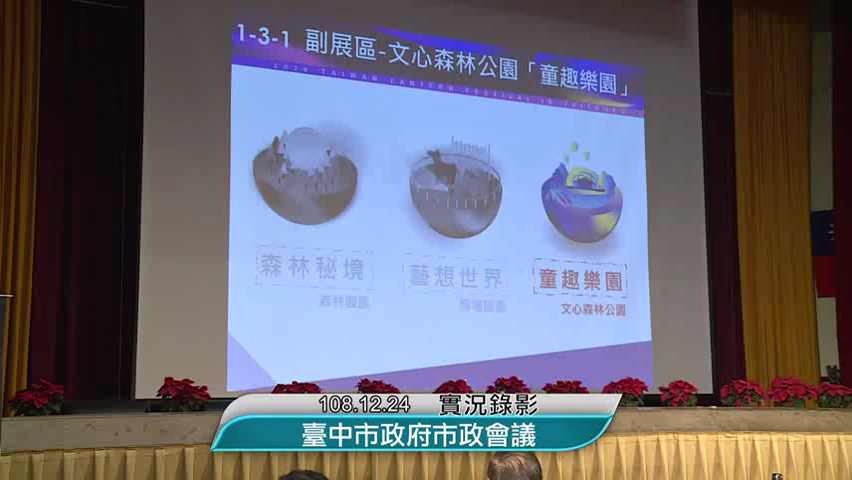 1-3-1 副展區-文心森林公園「童趣樂園」
2020 TAIWAN LANTERN FESTIVAL IN TAICHUNG
森林秘境
藝想世界
童趣樂園
森林園區
馬場園區
文心森林公園
108.12.24 實況錄影
臺中市政府市政會議